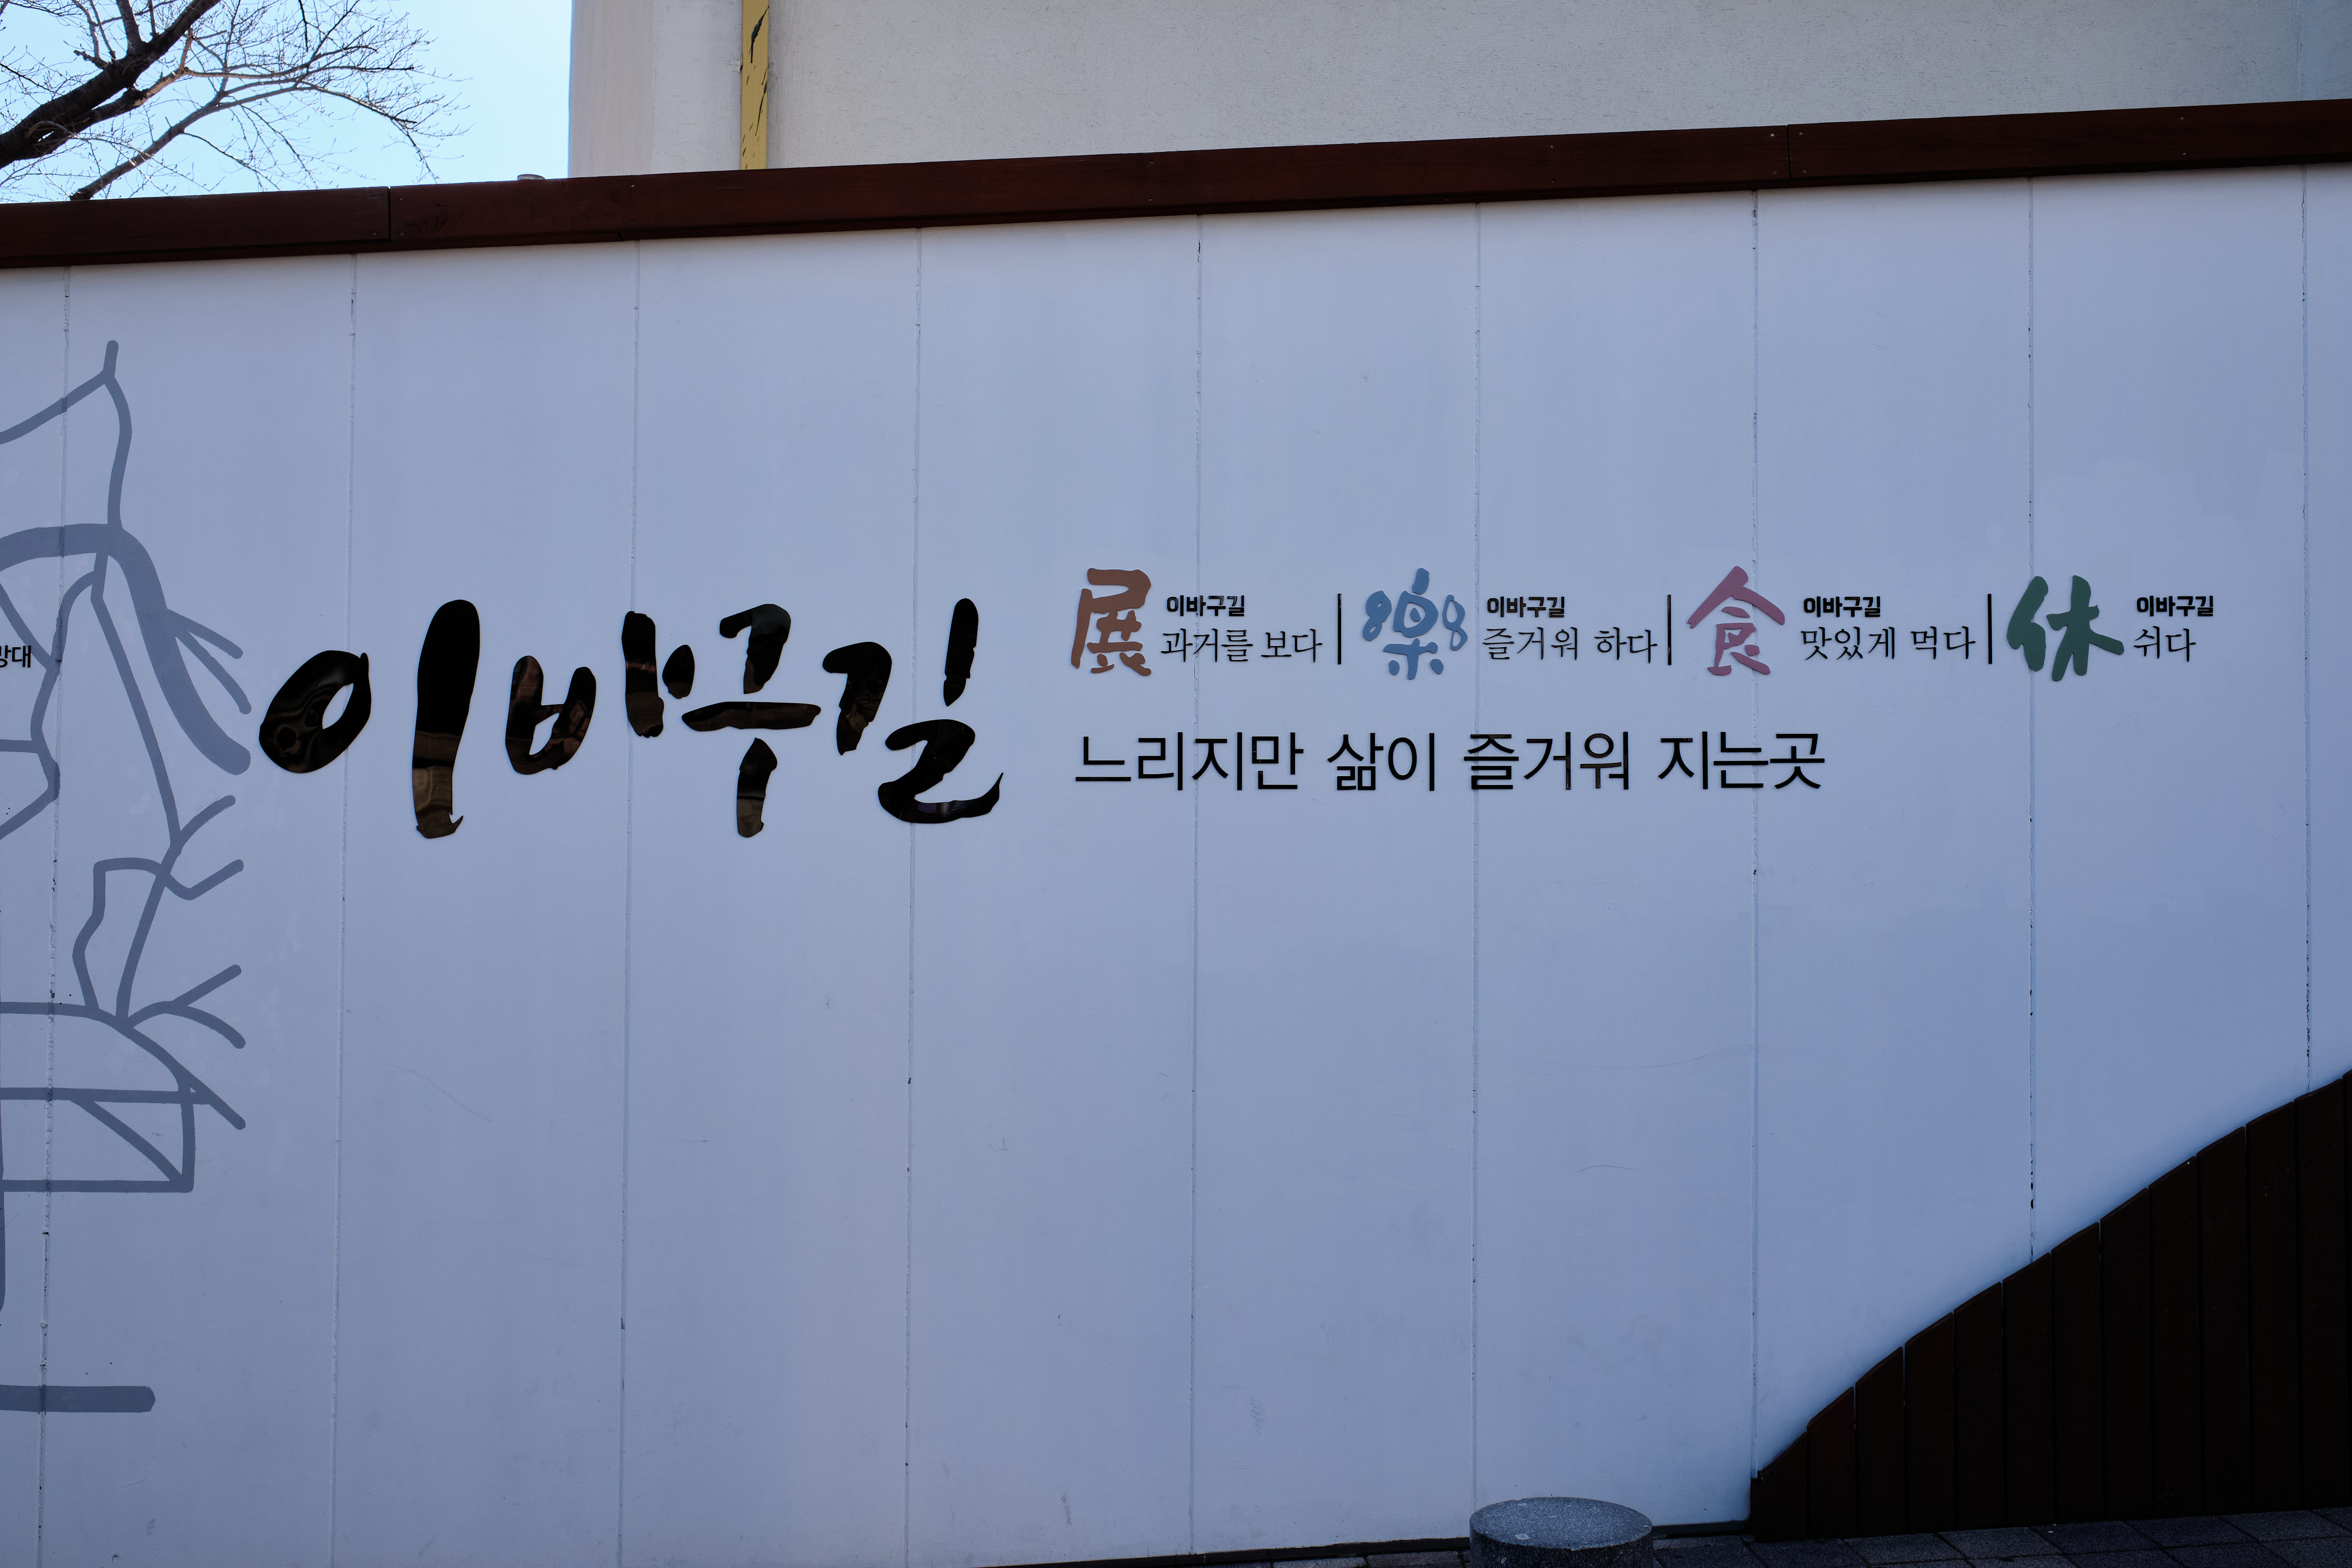 망대
이바구길
展 이바구길 과거를 보다 | 樂 이바구길 즐거워 하다 | 食 이바구길 맛있게 먹다 | 休 이바구길 쉬다
느리지만 삶이 즐거워 지는곳